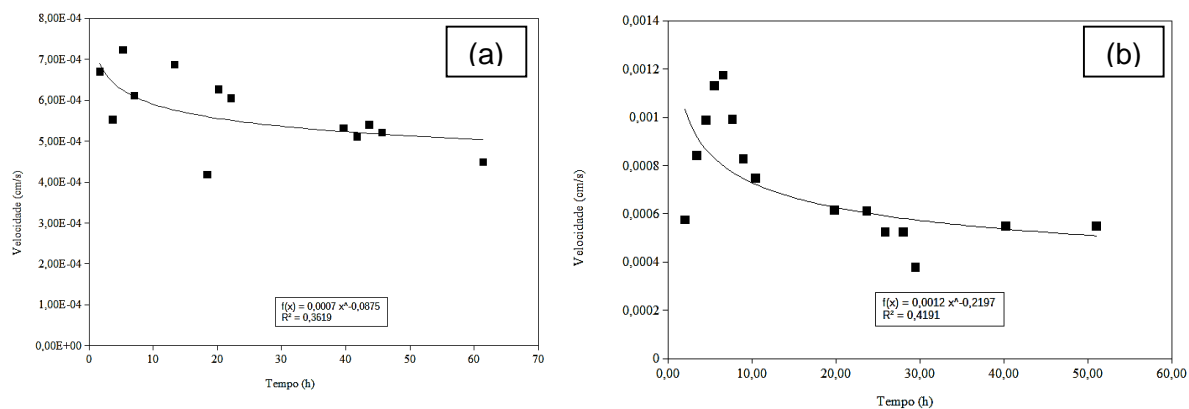 (a)
8,00E-04
7,00E-04
6,00E-04
5,00E-04
4,00E-04
3,00E-04
2,00E-04
1,00E-04
0,00E+00
Velocidade (cm/s)
f(x) = 0,0007 x^-0,0875
R² = 0,3619
0 10 20 30 40 50 60 70
Tempo (h)
(b)
0,0014
0,0012
0,001
0,0008
0,0006
0,0004
0,0002
0
Velocidade (cm/s)
f(x) = 0,0012 x^-0,2197
R² = 0,4191
0,00 10,00 20,00 30,00 40,00 50,00 60,00
Tempo (h)